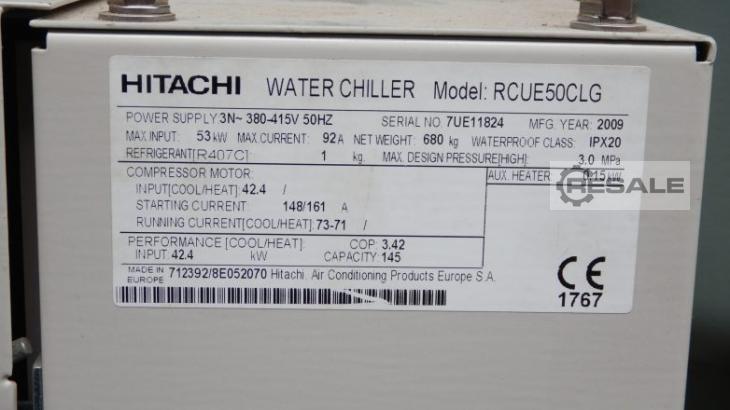 HITACHI WATER CHILLER Model: RCUE50CLG
POWER SUPPLY 3N~ 380-415V 50HZ SERIAL NO. 7UE11824 MFG. YEAR: 2009
MAX INPUT: 53 kW MAX. CURRENT: 92 A NET WEIGHT: 680 kg WATERPROOF CLASS: IPX20
REFRIGERANT[R407C]: 1 kg. MAX. DESIGN PRESSURE[HIGH]: 3.0 MPa
COMPRESSOR MOTOR: AUX. HEATER: 0.15 kW
INPUT[COOL/HEAT]: 42.4 /
STARTING CURRENT: 148/161 A
RUNNING CURRENT[COOL/HEAT]: 73-71 /
PERFORMANCE [COOL/HEAT]: COP: 3.42
INPUT: 42.4 kW CAPACITY: 145
MADE IN EUROPE 712392/8E052070 Hitachi. Air Conditioning Products Europe S.A.
CE
1767
RESALE